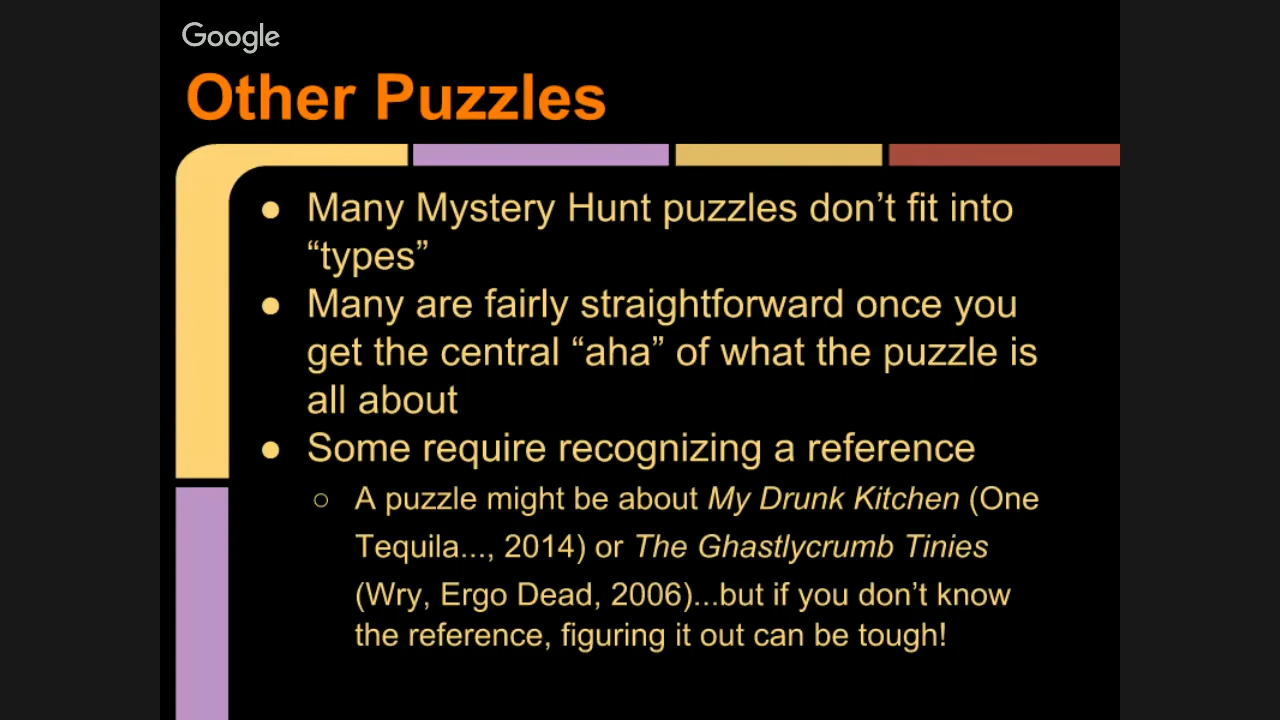 Google
Other Puzzles
● Many Mystery Hunt puzzles don’t fit into
“types”
● Many are fairly straightforward once you
get the central “aha” of what the puzzle is
all about
● Some require recognizing a reference
○ A puzzle might be about My Drunk Kitchen (One
Tequila..., 2014) or The Ghastlycrumb Tinies
(Wry, Ergo Dead, 2006)...but if you don’t know
the reference, figuring it out can be tough!